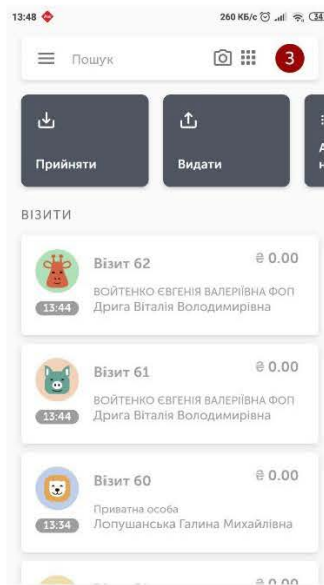 13:48
260 КБ/с
34
Пошук
3
Прийняти
Видати
ВІЗИТИ
Візит 62
₴ 0.00
ВОЙТЕНКО ЄВГЕНІЯ ВАЛЕРІЇВНА ФОП
13:44
Дрига Віталія Володимирівна
Візит 61
₴ 0.00
ВОЙТЕНКО ЄВГЕНІЯ ВАЛЕРІЇВНА ФОП
13:44
Дрига Віталія Володимирівна
Візит 60
₴ 0.00
Приватна особа
13:34
Лопушанська Галина Михайлівна